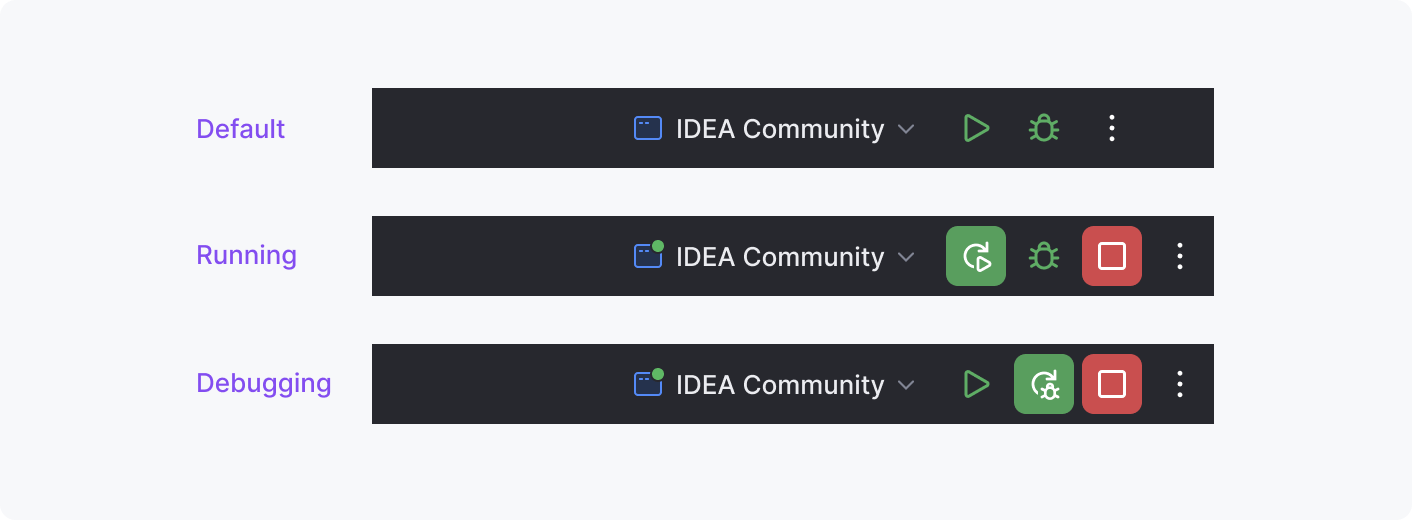 Default
IDEA Community
Running
IDEA Community
Debugging
IDEA Community